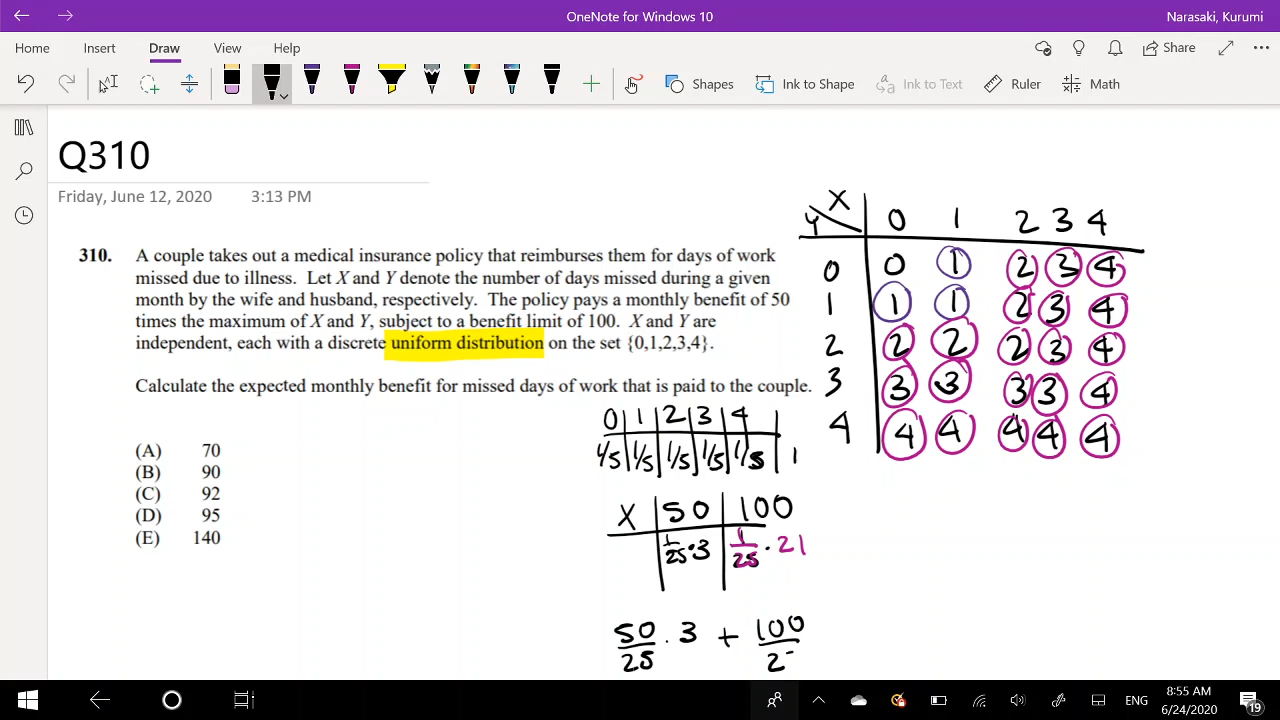 OneNote for Windows 10
Narasaki, Kurumi
Home Insert Draw View Help
Share
Shapes Ink to Shape Ink to Text Ruler Math
Q310
Friday, June 12, 2020 3:13 PM
310. A couple takes out a medical insurance policy that reimburses them for days of work
missed due to illness. Let X and Y denote the number of days missed during a given
month by the wife and husband, respectively. The policy pays a monthly benefit of 50
times the maximum of X and Y, subject to a benefit limit of 100. X and Y are
independent, each with a discrete uniform distribution on the set {0,1,2,3,4}.
Calculate the expected monthly benefit for missed days of work that is paid to the couple.
(A) 70
(B) 90
(C) 92
(D) 95
(E) 140
X
Y 0 1 2 3 4
0 0 1 2 3 4
1 1 1 2 3 4
2 2 2 2 3 4
3 3 3 3 3 4
4 4 4 4 4 4
0 1 2 3 4
1/5 1/5 1/5 1/5 1/5 1
X 50 100
1/25 · 3 1/25 · 21
50/25 · 3 + 100/2
ENG
8:55 AM
6/24/2020
19